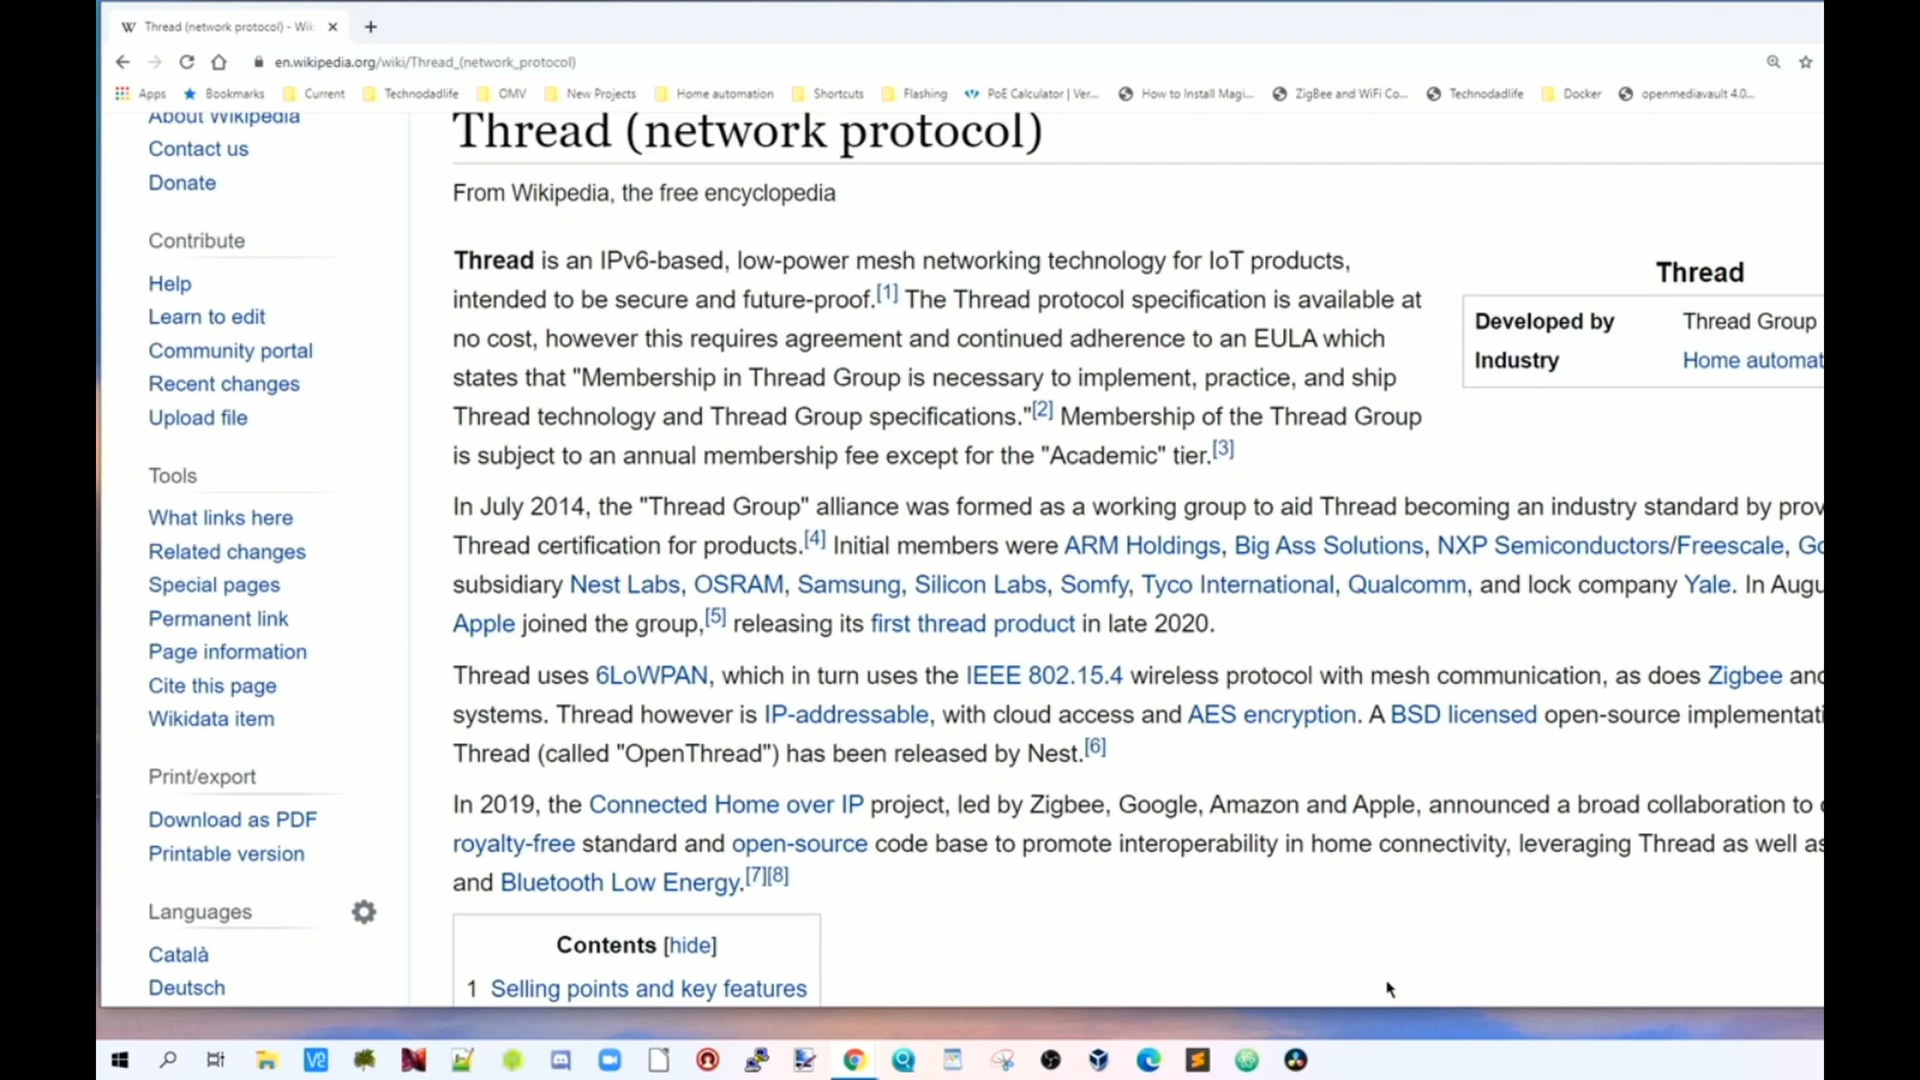 Thread (network protocol) - Wik
en.wikipedia.org/wiki/Thread_(network_protocol)
Apps Bookmarks Current Technodadlife OMV New Projects Home automation Shortcuts Flashing PoE Calculator | Ver... How to Install Magi... ZigBee and WiFi Co... Technodadlife Docker openmediavault 4.0...
About Wikipedia
Contact us
Donate
Contribute
Help
Learn to edit
Community portal
Recent changes
Upload file
Tools
What links here
Related changes
Special pages
Permanent link
Page information
Cite this page
Wikidata item
Print/export
Download as PDF
Printable version
Languages
Català
Deutsch
Thread (network protocol)
From Wikipedia, the free encyclopedia
Thread is an IPv6-based, low-power mesh networking technology for IoT products,
intended to be secure and future-proof.[1] The Thread protocol specification is available at
no cost, however this requires agreement and continued adherence to an EULA which
states that "Membership in Thread Group is necessary to implement, practice, and ship
Thread technology and Thread Group specifications."[2] Membership of the Thread Group
is subject to an annual membership fee except for the "Academic" tier.[3]
Thread
Developed by Thread Group
Industry Home automat
In July 2014, the "Thread Group" alliance was formed as a working group to aid Thread becoming an industry standard by prov
Thread certification for products.[4] Initial members were ARM Holdings, Big Ass Solutions, NXP Semiconductors/Freescale, Go
subsidiary Nest Labs, OSRAM, Samsung, Silicon Labs, Somfy, Tyco International, Qualcomm, and lock company Yale. In Augu
Apple joined the group,[5] releasing its first thread product in late 2020.
Thread uses 6LoWPAN, which in turn uses the IEEE 802.15.4 wireless protocol with mesh communication, as does Zigbee and
systems. Thread however is IP-addressable, with cloud access and AES encryption. A BSD licensed open-source implementati
Thread (called "OpenThread") has been released by Nest.[6]
In 2019, the Connected Home over IP project, led by Zigbee, Google, Amazon and Apple, announced a broad collaboration to
royalty-free standard and open-source code base to promote interoperability in home connectivity, leveraging Thread as well as
and Bluetooth Low Energy.[7][8]
Contents [hide]
1 Selling points and key features